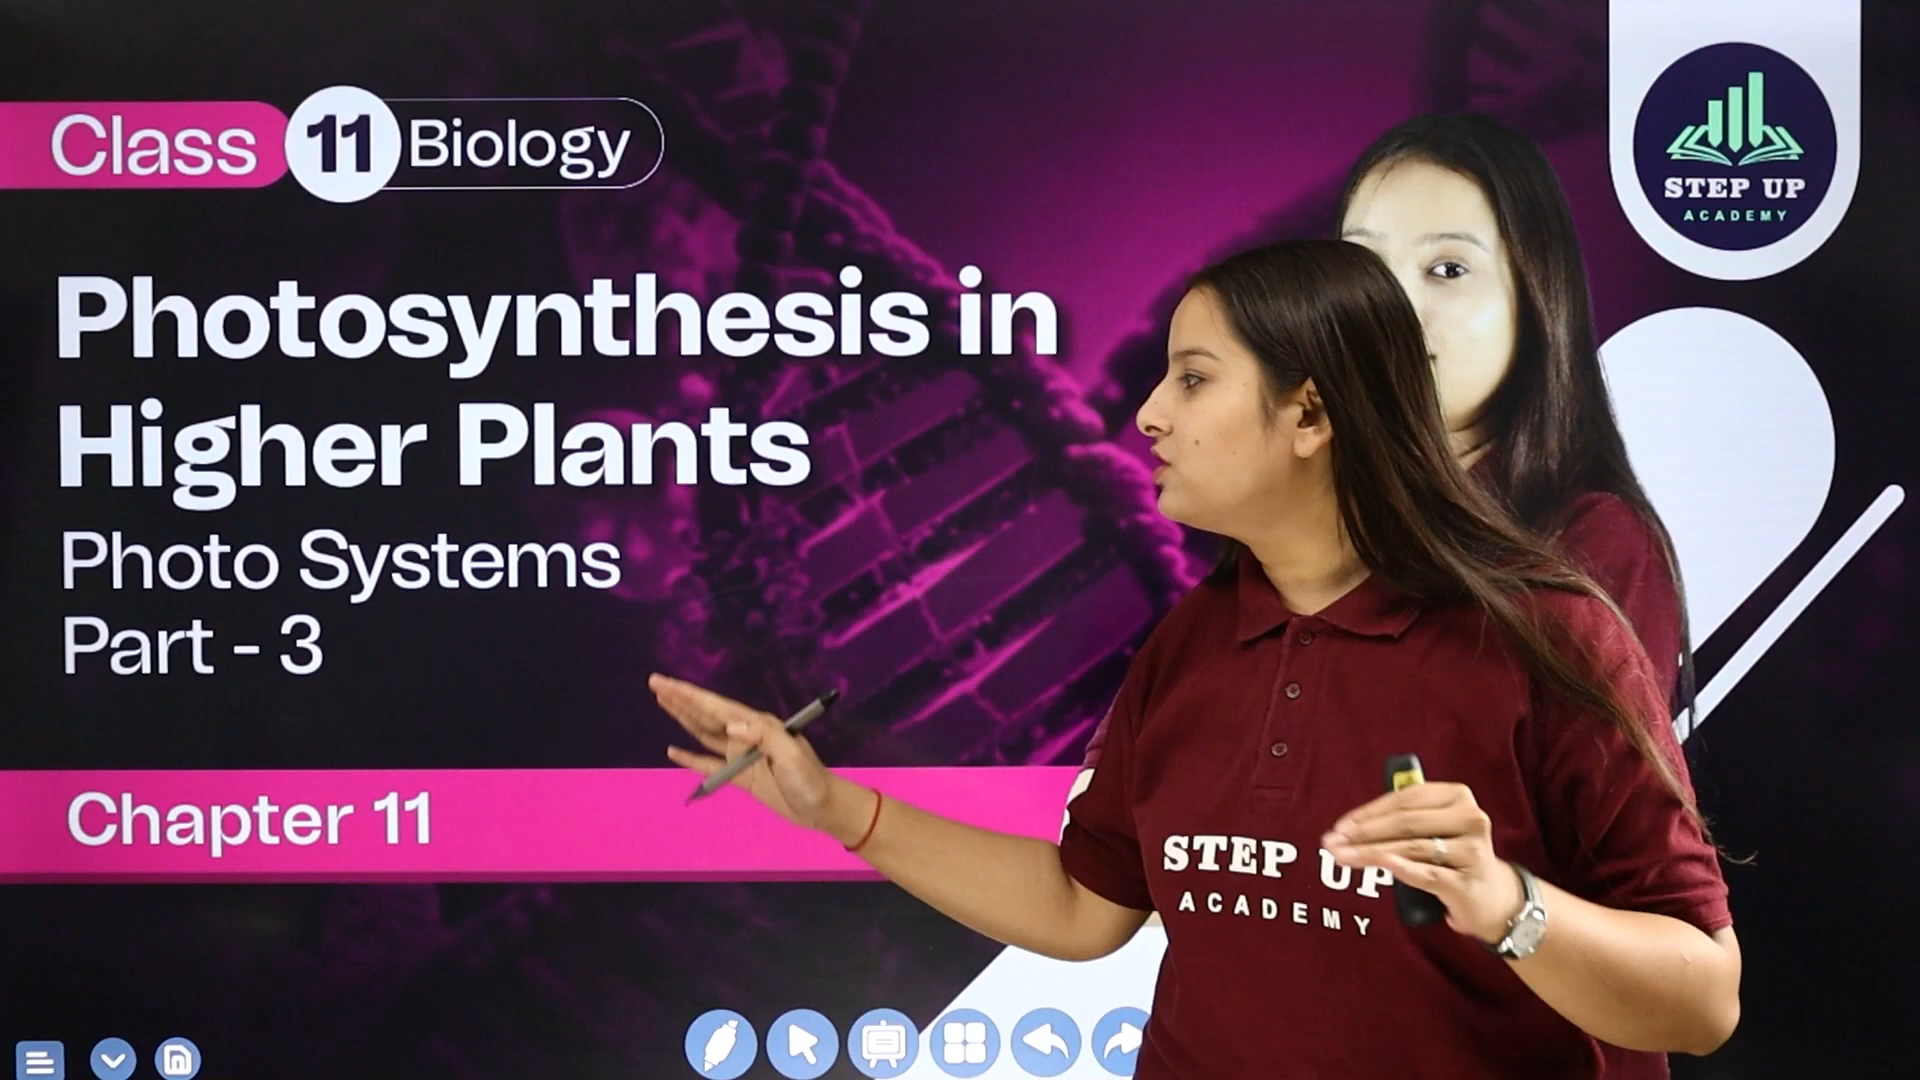 Class 11 Biology
STEP UP
ACADEMY
Photosynthesis in
Higher Plants
Photo Systems
Part - 3
Chapter 11
STEP UP
ACADEMY